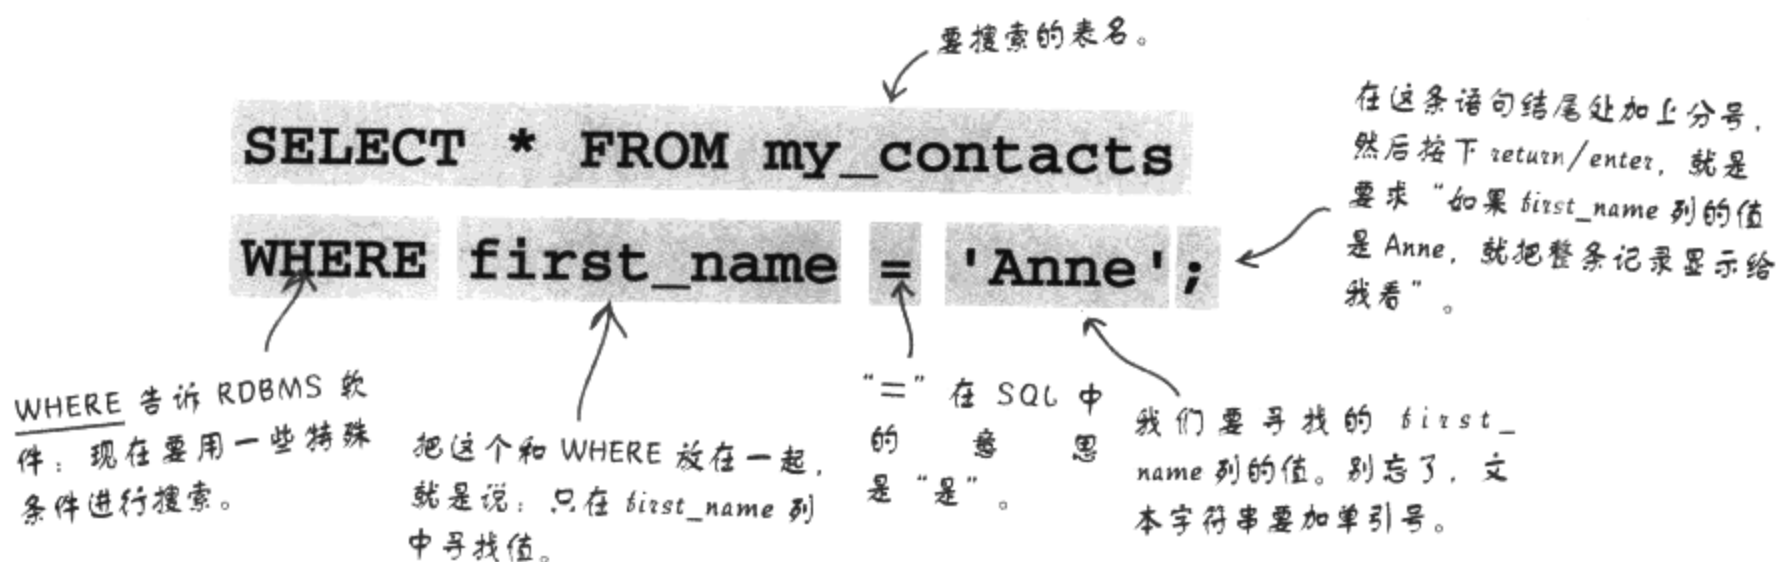 要搜索的表名。
SELECT * FROM my_contacts
WHERE first_name = 'Anne';
在这条语句结尾处加上分号，
然后按下 return/enter，就是
要求“如果 first_name 列的值
是 Anne，就把整条记录显示给
我看”。
WHERE 告诉 RDBMS 软
件：现在要用一些特殊
条件进行搜索。
把这个和 WHERE 放在一起，
就是说：只在 first_name 列
中寻找值。
“=” 在 SQL 中
的 意 思
是 “是”。
我们要寻找的 first_
name 列的值。别忘了，文
本字符串要加单引号。